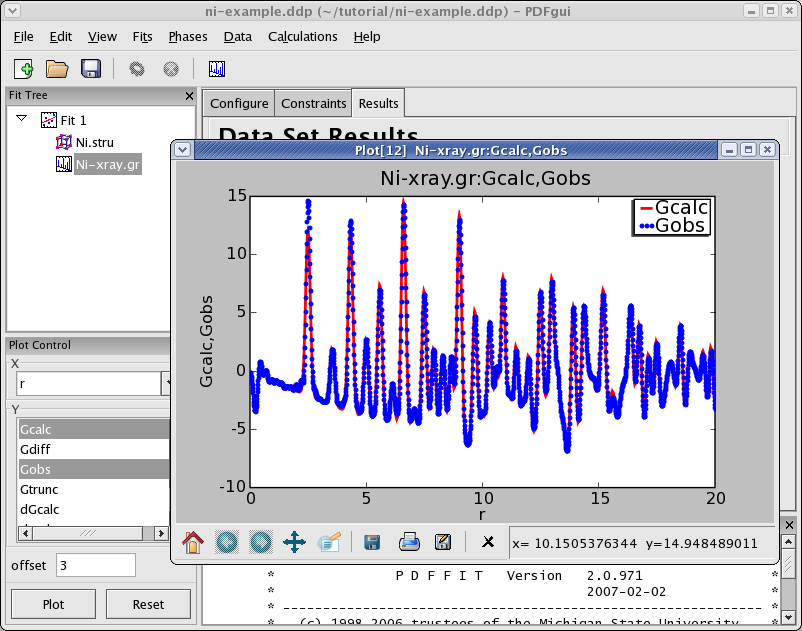 ni-example.ddp (~/tutorial/ni-example.ddp) - PDFgui
File Edit View Fits Phases Data Calculations Help
Fit Tree
Fit 1
Ni.stru
Ni-xray.gr
Configure Constraints Results
Data Set Results
Plot[12] Ni-xray.gr:Gcalc,Gobs
Ni-xray.gr:Gcalc,Gobs
Gcalc
Gobs
Gcalc,Gobs
15
10
5
0
-5
-10
0 5 10 15 20
r
x= 10.1505376344 y=14.948489011
Plot Control
X
r
Y
Gcalc
Gdiff
Gobs
Gtrunc
dGcalc
offset 3
Plot Reset
* P D F F I T Version 2.0.971 *
* 2007-02-02 *
* ------------------------------------------------------------ *
* (c) 1998-2006 trustees of the Michigan State University *